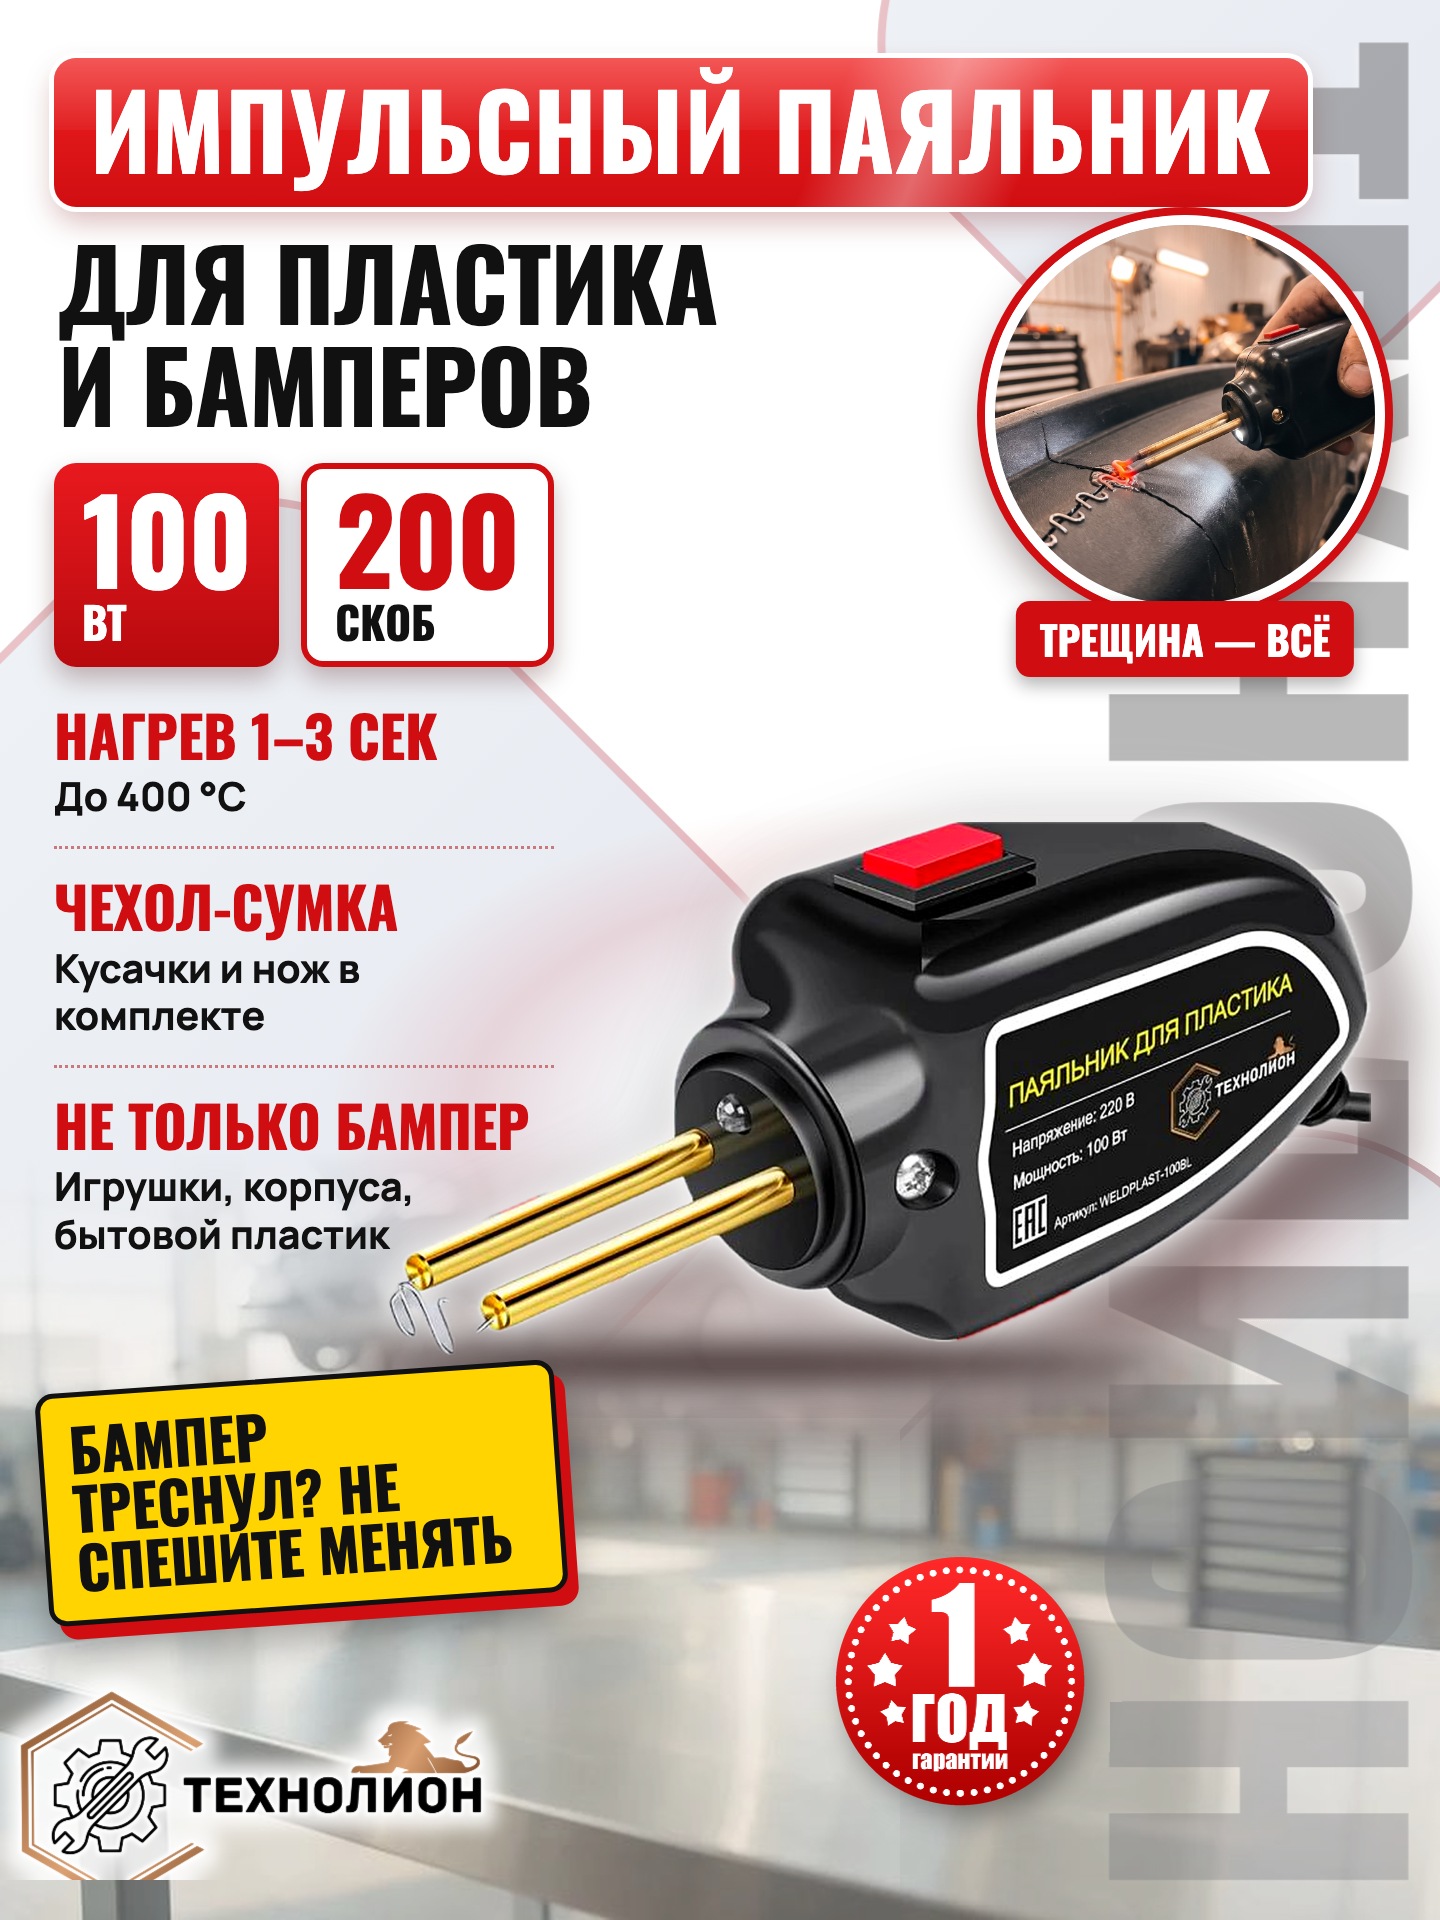 ИМПУЛЬСНЫЙ ПАЯЛЬНИК
ДЛЯ ПЛАСТИКА
И БАМПЕРОВ
100
ВТ
200
СКОБ
ТРЕЩИНА — ВСЁ
НАГРЕВ 1–3 СЕК
До 400 °C
ЧЕХОЛ-СУМКА
Кусачки и нож в
комплекте
НЕ ТОЛЬКО БАМПЕР
Игрушки, корпуса,
бытовой пластик
ПАЯЛЬНИК ДЛЯ ПЛАСТИКА
Напряжение: 220 В
Мощность: 100 Вт
ТЕХНОЛИОН
EAC
Артикул: WELDPLAST-100BL
БАМПЕР
ТРЕСНУЛ? НЕ
СПЕШИТЕ МЕНЯТЬ
1
ГОД
гарантии
ТЕХНОЛИОН